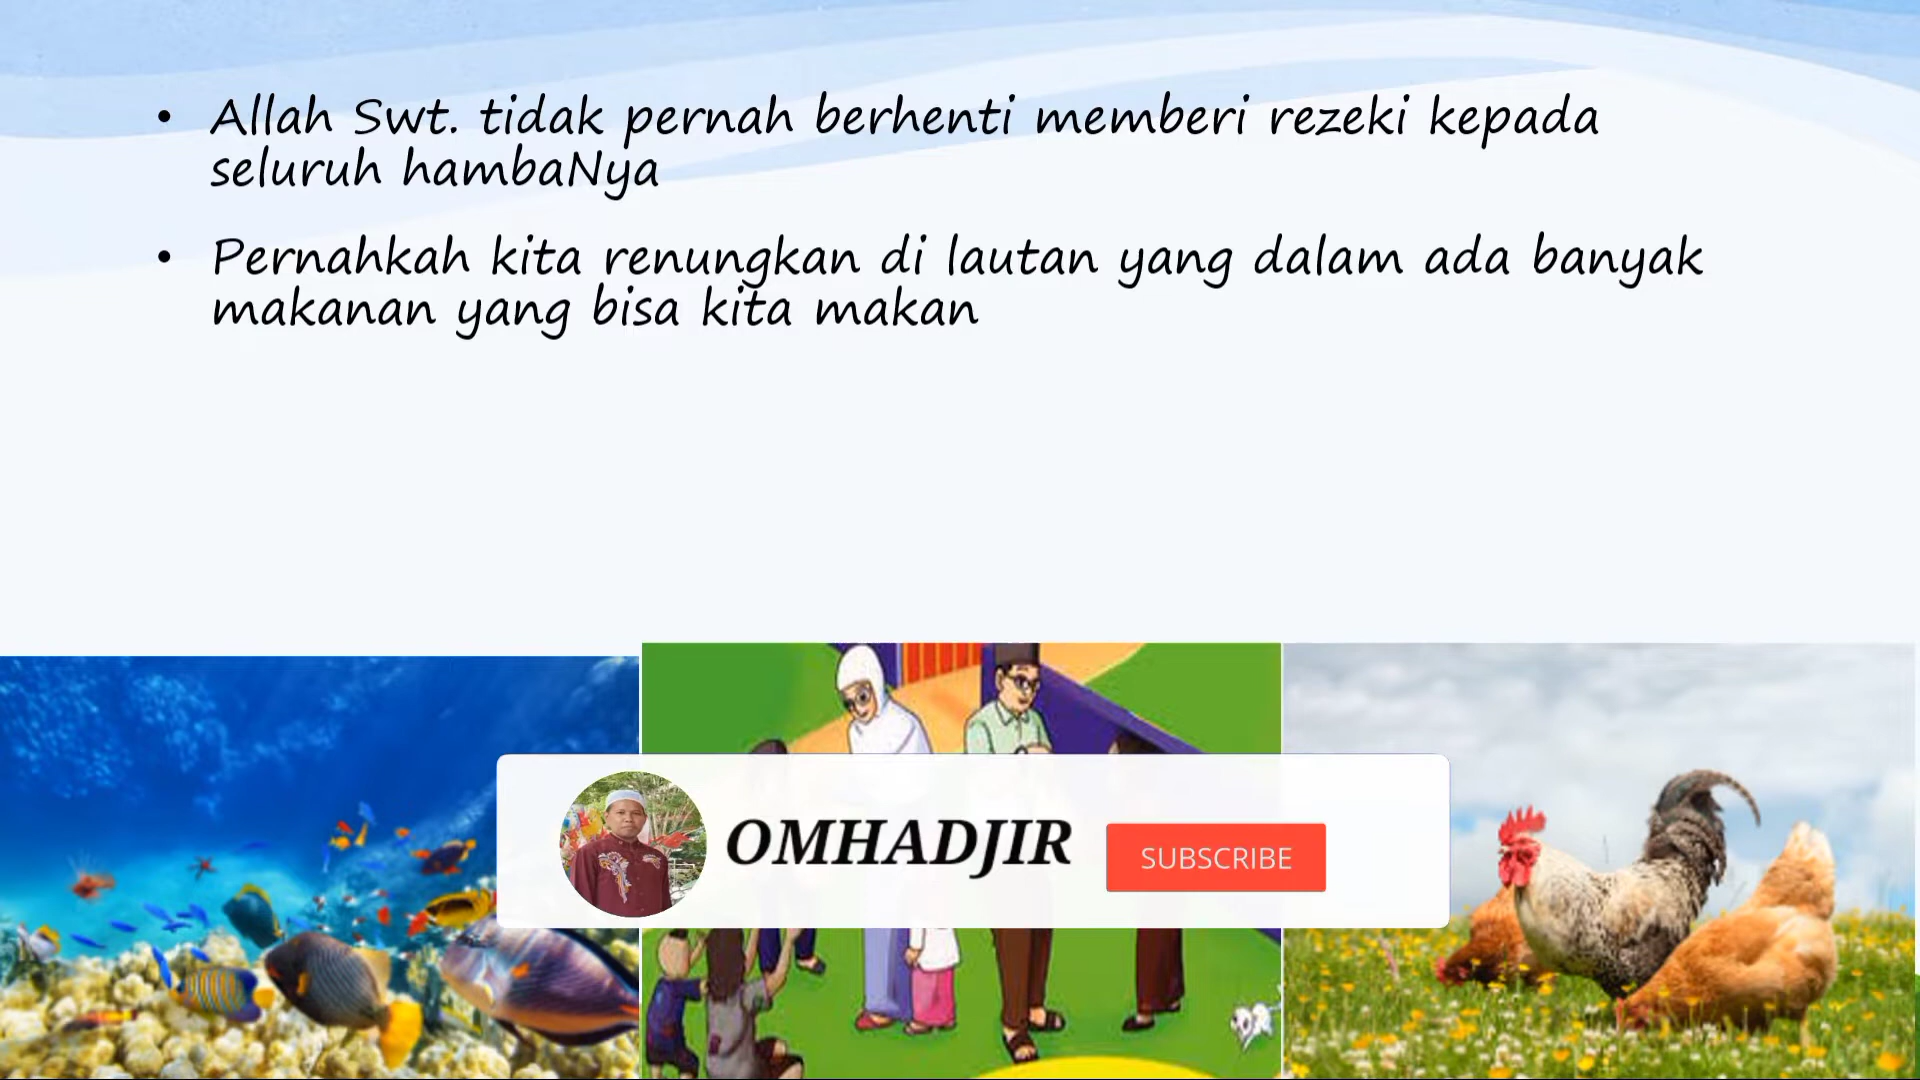 • Allah Swt. tidak pernah berhenti memberi rezeki kepada
seluruh hambaNya
• Pernahkah kita renungkan di lautan yang dalam ada banyak
makanan yang bisa kita makan
OMHADJIR
SUBSCRIBE